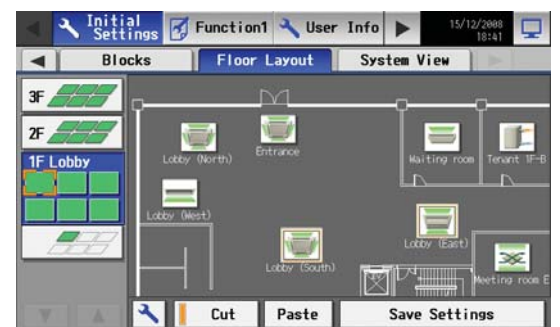 Initial
Settings
Function1
User Info
15/12/2008
18:41
Blocks
Floor Layout
System View
3F
2F
1F Lobby
Lobby (North)
Entrance
Waiting room
Tenant 1F-B
Lobby (West)
Lobby (South)
Lobby (East)
Meeting room E
Cut
Paste
Save Settings